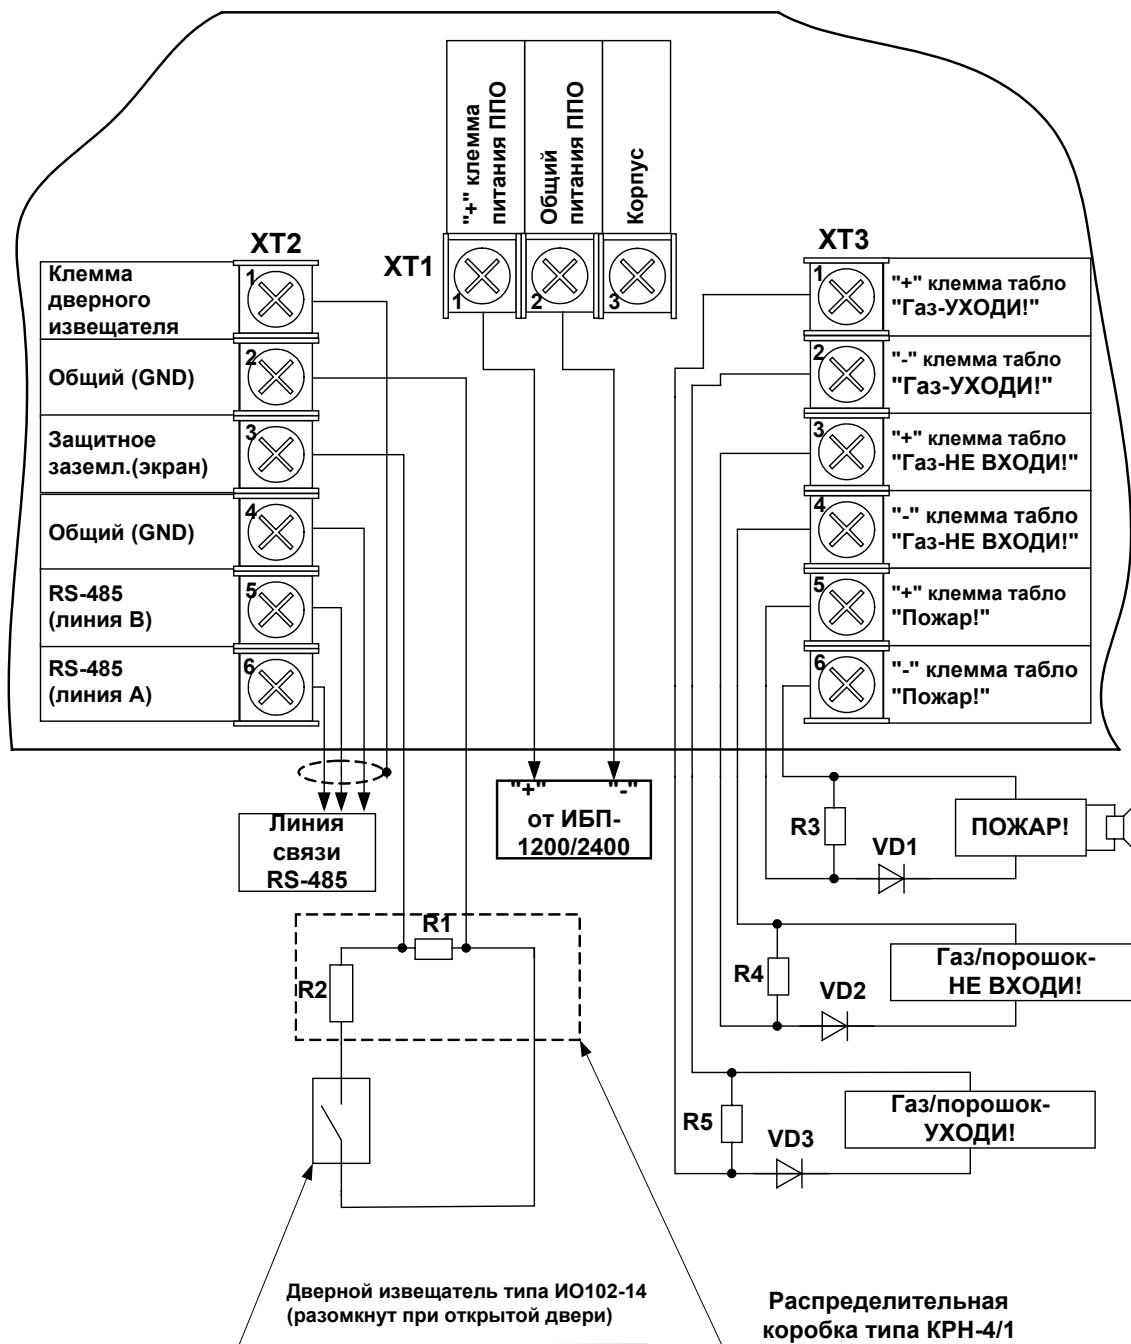 "+" клемма
питания ППО
Общий
питания ППО
Корпус
XT2
XT1
XT3
1
2
3
Клемма
дверного
извещателя
1
Общий (GND)
2
Защитное
заземл.(экран)
3
Общий (GND)
4
RS-485
(линия B)
5
RS-485
(линия A)
6
1
"+" клемма табло
"Газ-УХОДИ!"
2
"-" клемма табло
"Газ-УХОДИ!"
3
"+" клемма табло
"Газ-НЕ ВХОДИ!"
4
"-" клемма табло
"Газ-НЕ ВХОДИ!"
5
"+" клемма табло
"Пожар!"
6
"-" клемма табло
"Пожар!"
Линия
связи
RS-485
"+" "-"
от ИБП-
1200/2400
R3
VD1
ПОЖАР!
R1
R2
R4
VD2
Газ/порошок-
НЕ ВХОДИ!
R5
VD3
Газ/порошок-
УХОДИ!
Дверной извещатель типа ИО102-14
(разомкнут при открытой двери)
Распределительная
коробка типа КРН-4/1